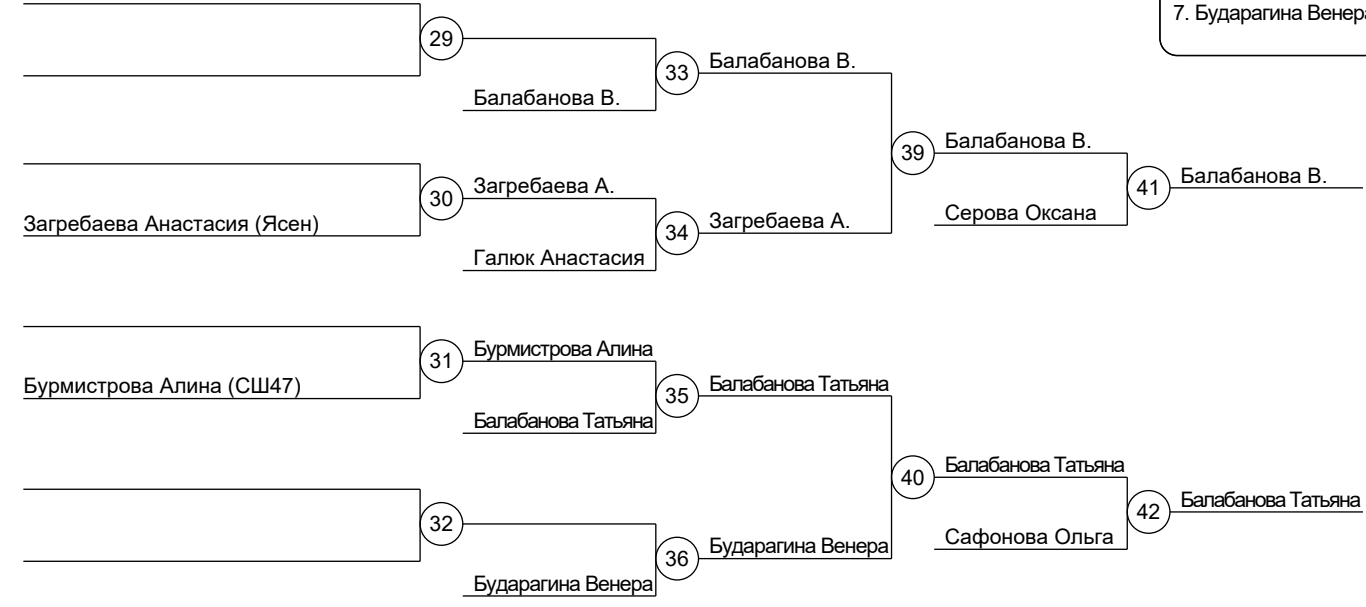 7. Бударагина Венера
29
33
Балабанова В.
Балабанова В.
39
Балабанова В.
30
Загребаева А.
41
Балабанова В.
Загребаева Анастасия (Ясен)
34
Загребаева А.
Серова Оксана
Галюк Анастасия
31
Бурмистрова Алина
Бурмистрова Алина (СШ47)
35
Балабанова Татьяна
Балабанова Татьяна
40
Балабанова Татьяна
32
42
Балабанова Татьяна
36
Бударагина Венера
Сафонова Ольга
Бударагина Венера